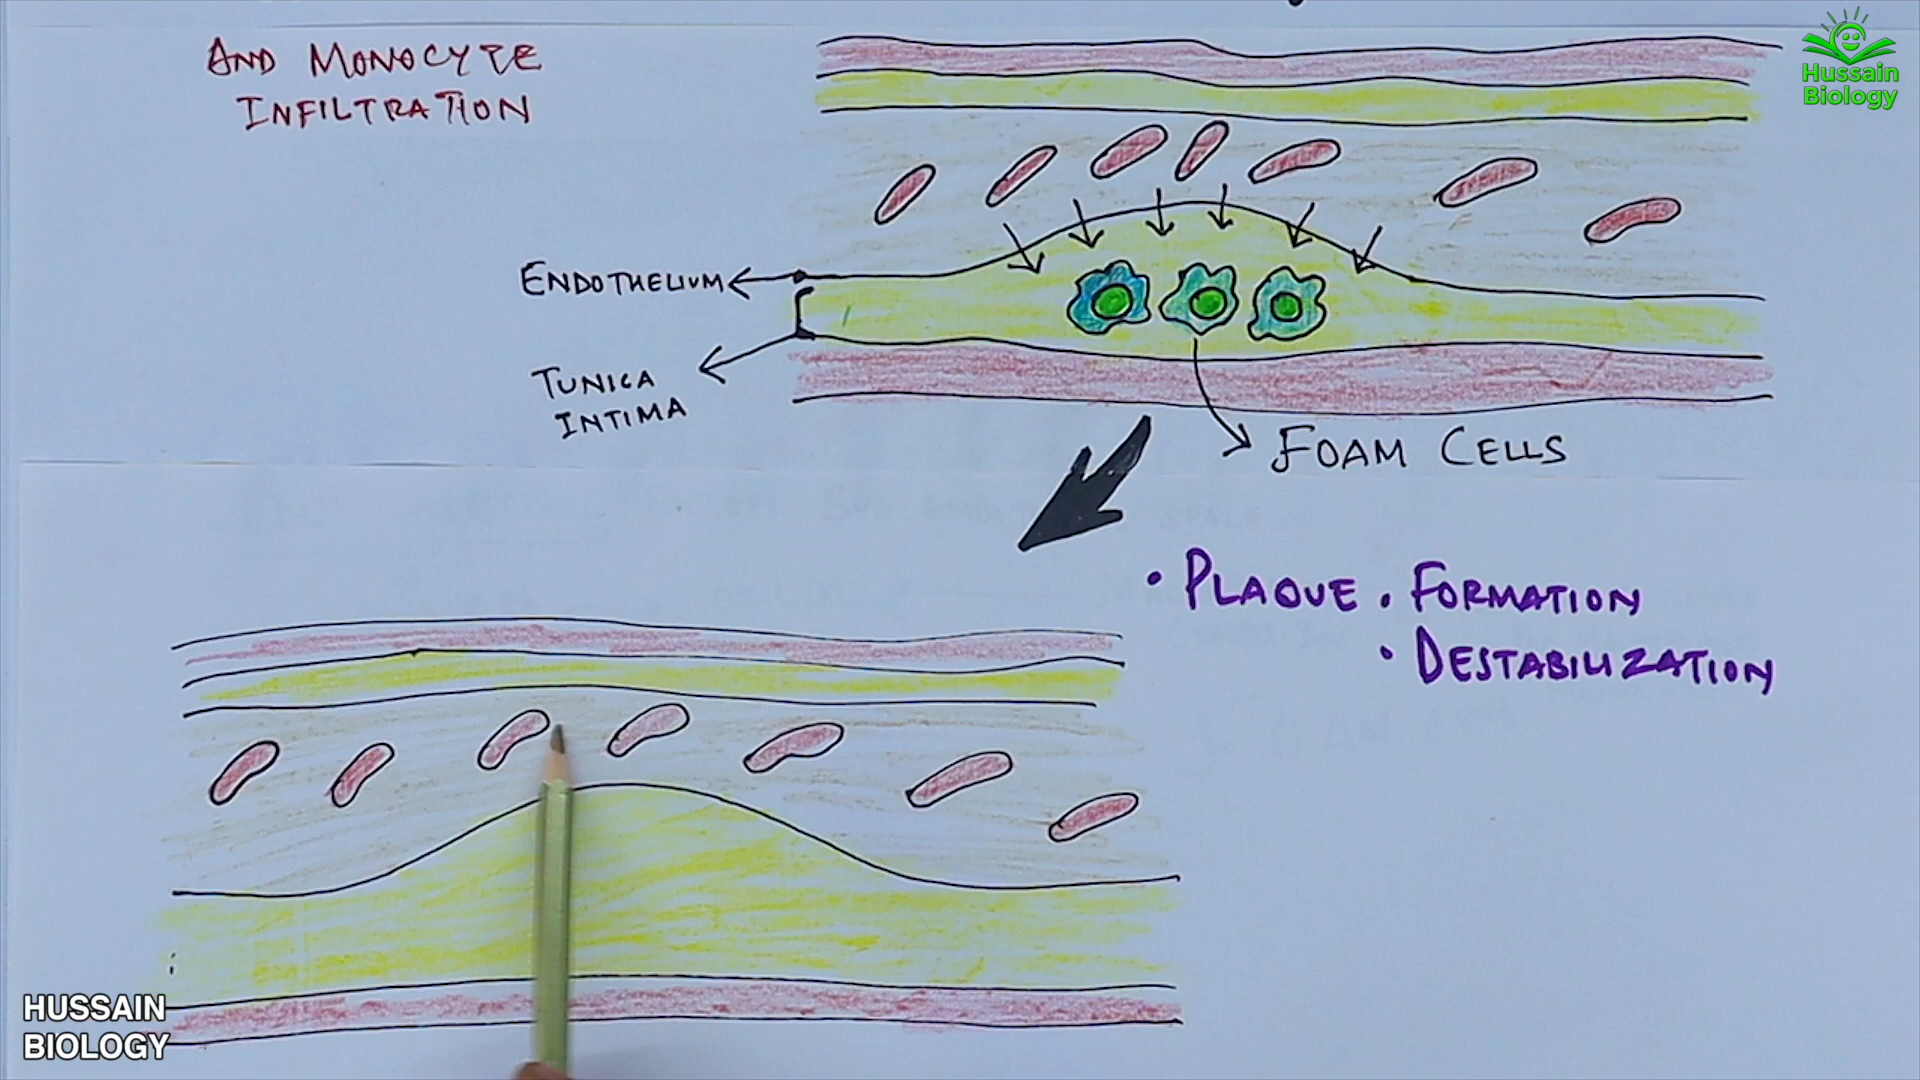 AND MONOCYTE
INFILTRATION
Hussain
Biology
ENDOTHELIUM
TUNICA
INTIMA
FOAM CELLS
• PLAQUE • FORMATION
• DESTABILIZATION
HUSSAIN
BIOLOGY